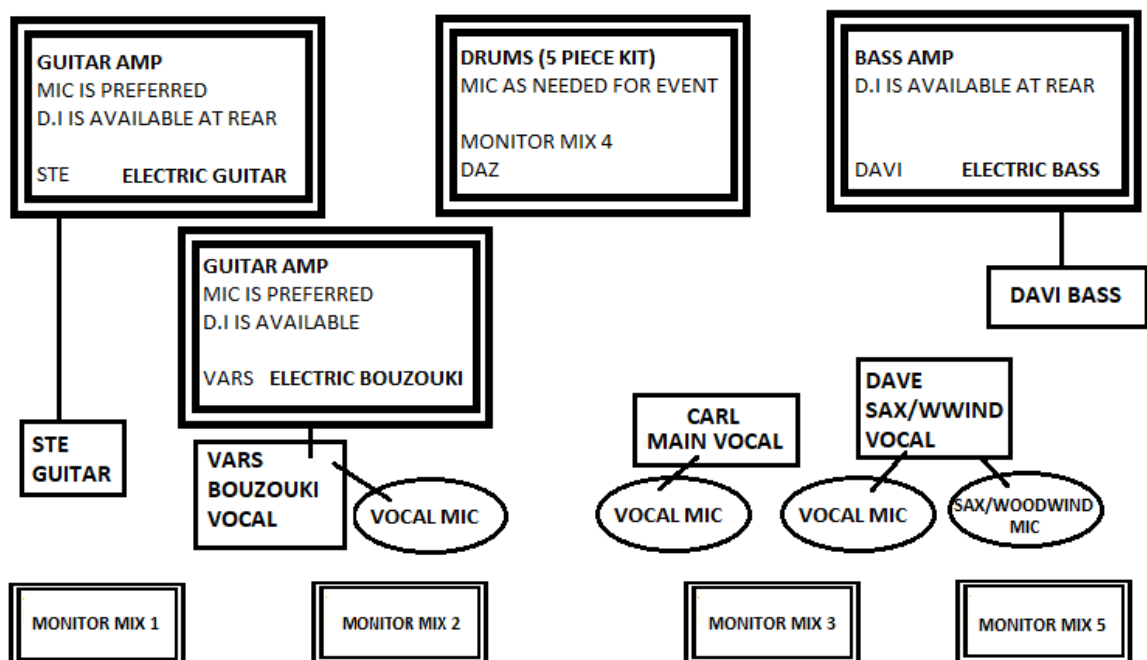 GUITAR AMP
MIC IS PREFERRED
D.I IS AVAILABLE AT REAR
STE ELECTRIC GUITAR
DRUMS (5 PIECE KIT)
MIC AS NEEDED FOR EVENT
MONITOR MIX 4
DAZ
BASS AMP
D.I IS AVAILABLE AT REAR
DAVI ELECTRIC BASS
GUITAR AMP
MIC IS PREFERRED
D.I IS AVAILABLE
VARS ELECTRIC BOUZOUKI
DAVI BASS
STE
GUITAR
VARS
BOUZOUKI
VOCAL
VOCAL MIC
CARL
MAIN VOCAL
VOCAL MIC
DAVE
SAX/WWIND
VOCAL
VOCAL MIC
SAX/WOODWIND
MIC
MONITOR MIX 1
MONITOR MIX 2
MONITOR MIX 3
MONITOR MIX 5